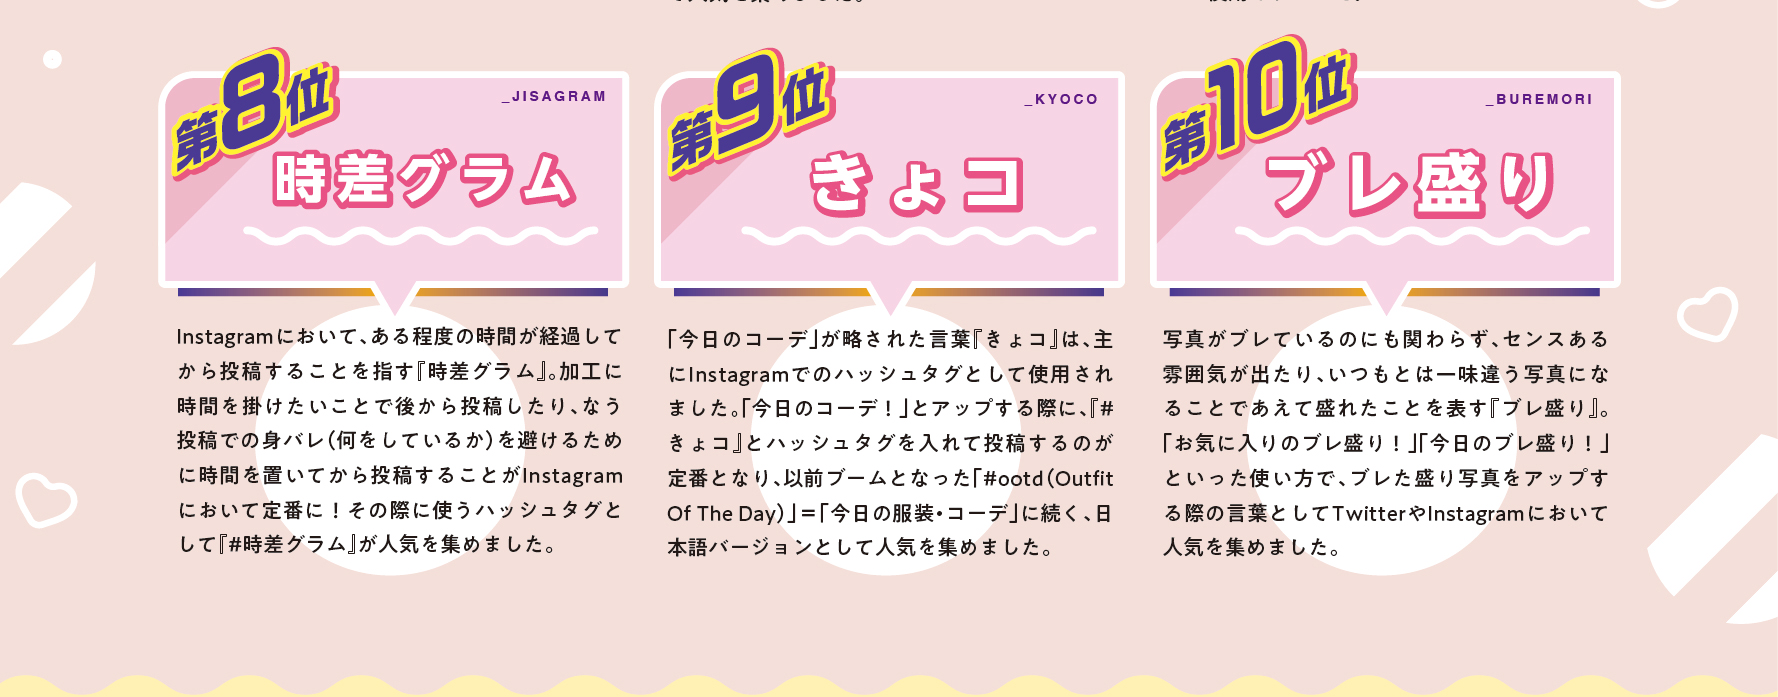 第8位
_JISAGRAM
時差グラム
Instagramにおいて、ある程度の時間が経過して
から投稿することを指す『時差グラム』。加工に
時間を掛けたいことで後から投稿したり、なう
投稿での身バレ(何をしているか)を避けるため
に時間を置いてから投稿することがInstagram
において定番に！その際に使うハッシュタグと
して『#時差グラム』が人気を集めました。
第9位
_KYOCO
きょコ
「今日のコーデ」が略された言葉『きょコ』は、主
にInstagramでのハッシュタグとして使用され
ました。「今日のコーデ！」とアップする際に、『#
きょコ』とハッシュタグを入れて投稿するのが
定番となり、以前ブームとなった「#ootd(Outfit
Of The Day)」＝「今日の服装・コーデ」に続く、日
本語バージョンとして人気を集めました。
第10位
_BUREMORI
ブレ盛り
写真がブレているのにも関わらず、センスある
雰囲気が出たり、いつもとは一味違う写真にな
ることであえて盛れたことを表す『ブレ盛り』。
「お気に入りのブレ盛り！」「今日のブレ盛り！」
といった使い方で、ブレた盛り写真をアップす
る際の言葉としてTwitterやInstagramにおいて
人気を集めました。